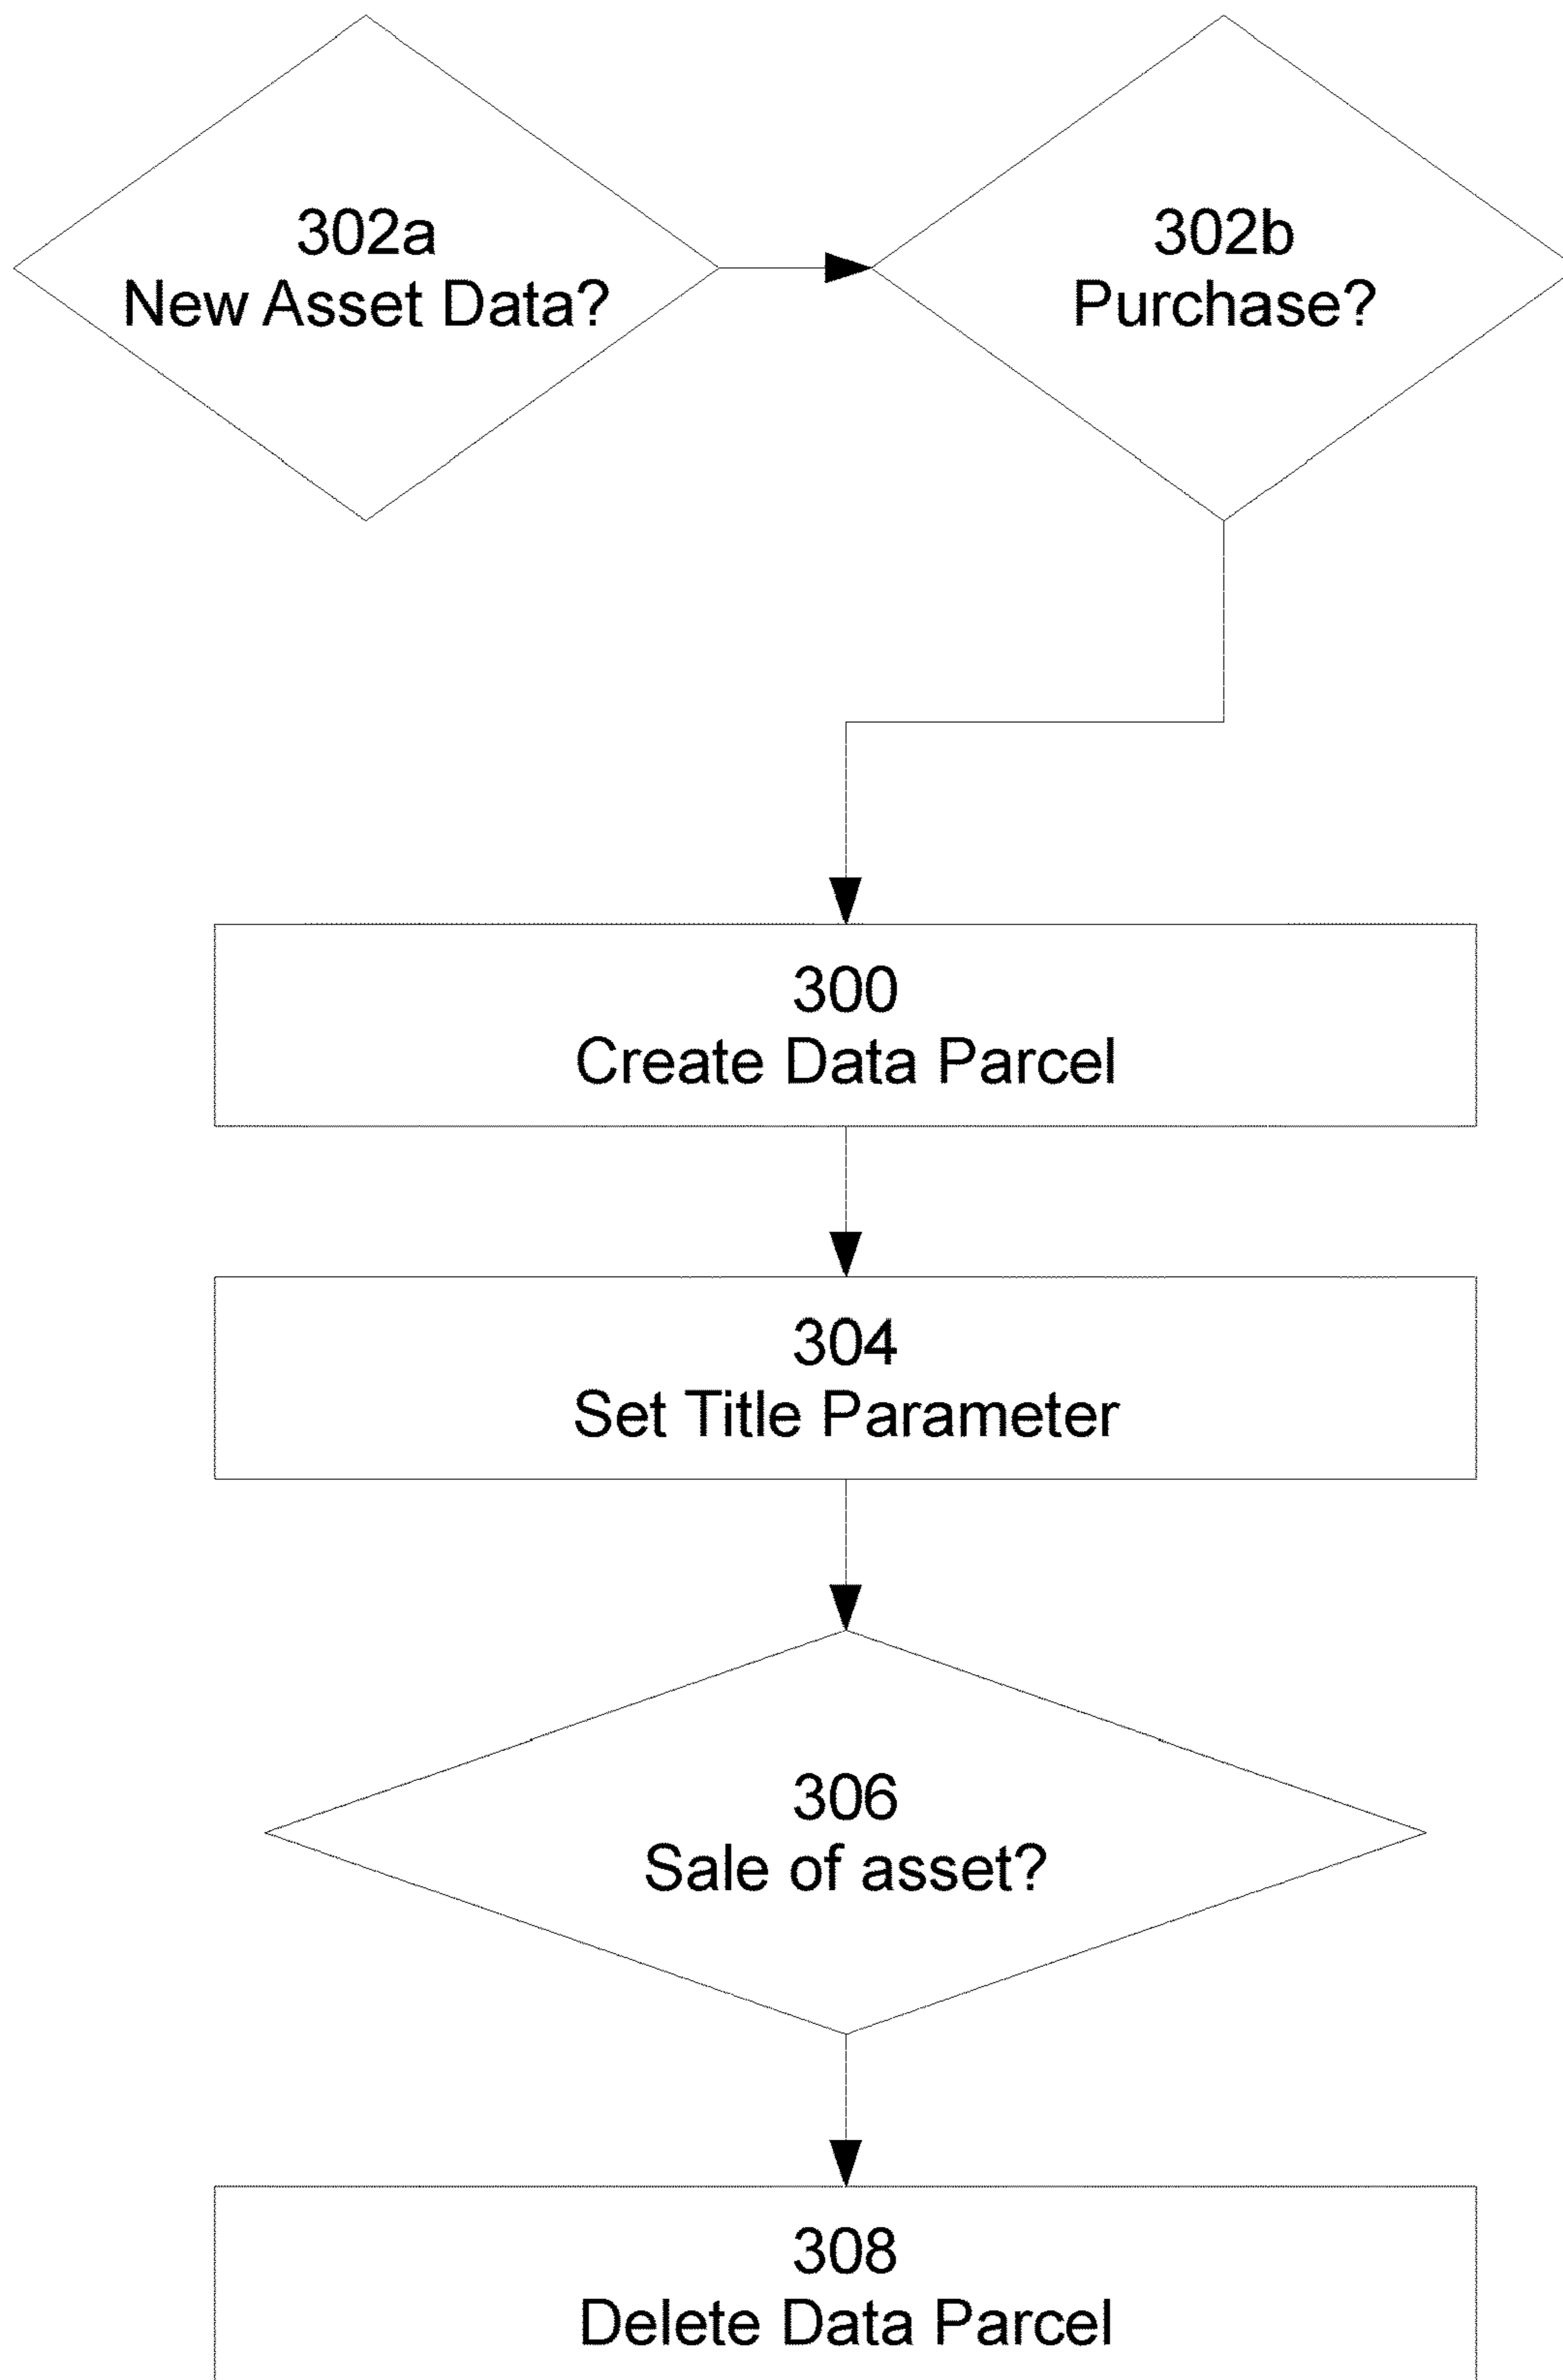 302a
New Asset Data?
302b
Purchase?
300
Create Data Parcel
304
Set Title Parameter
306
Sale of asset?
308
Delete Data Parcel